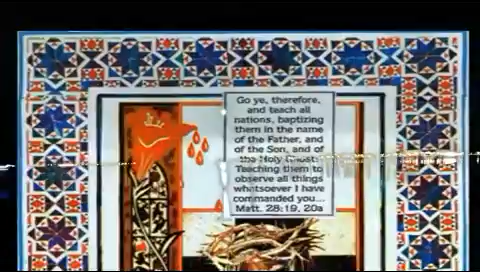 Go ye, therefore,
and teach all
nations, baptizing
them in the name
of the Father, and
of the Son, and of
the Holy Ghost:
Teaching them to
observe all things
whatsoever I have
commanded you...
Matt. 28:19, 20a